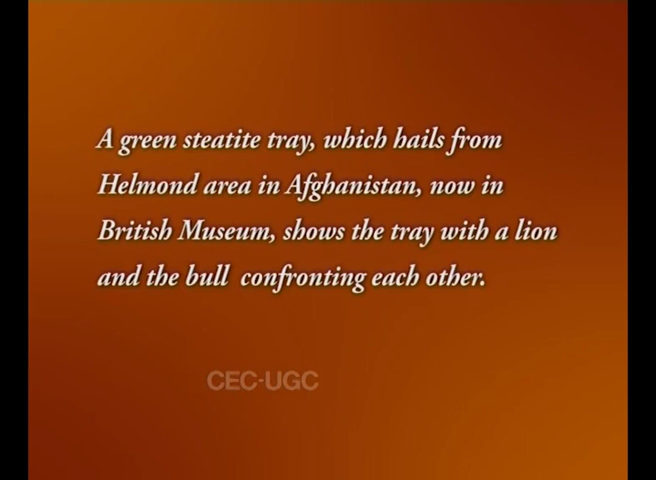 A green steatite tray, which hails from
Helmond area in Afghanistan, now in
British Museum, shows the tray with a lion
and the bull confronting each other.
CEC-UGC